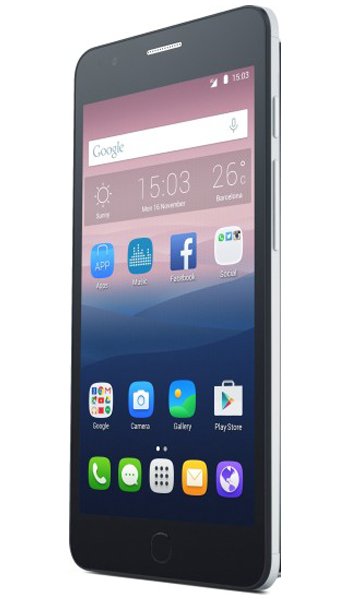 15:03
Google
15:03
26°c
Sunny
Mon 16 November
Barcelona
APP
f
Apps
Music
Facebook
Social
Google
Camera
Gallery
Play Store